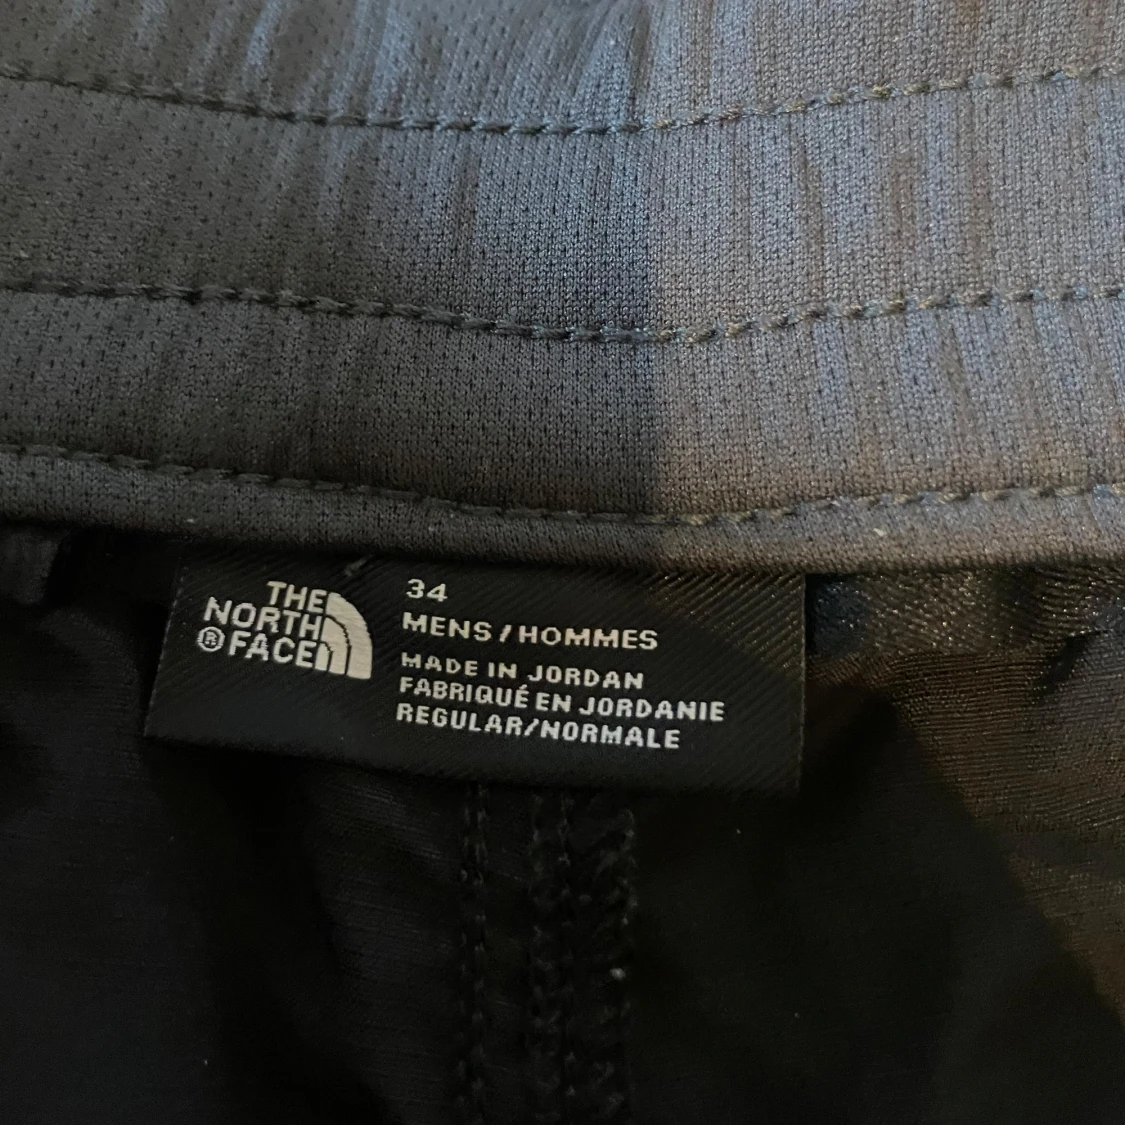 THE
NORTH
® FACE
34
MENS/HOMMES
MADE IN JORDAN
FABRIQUÉ EN JORDANIE
REGULAR/NORMALE